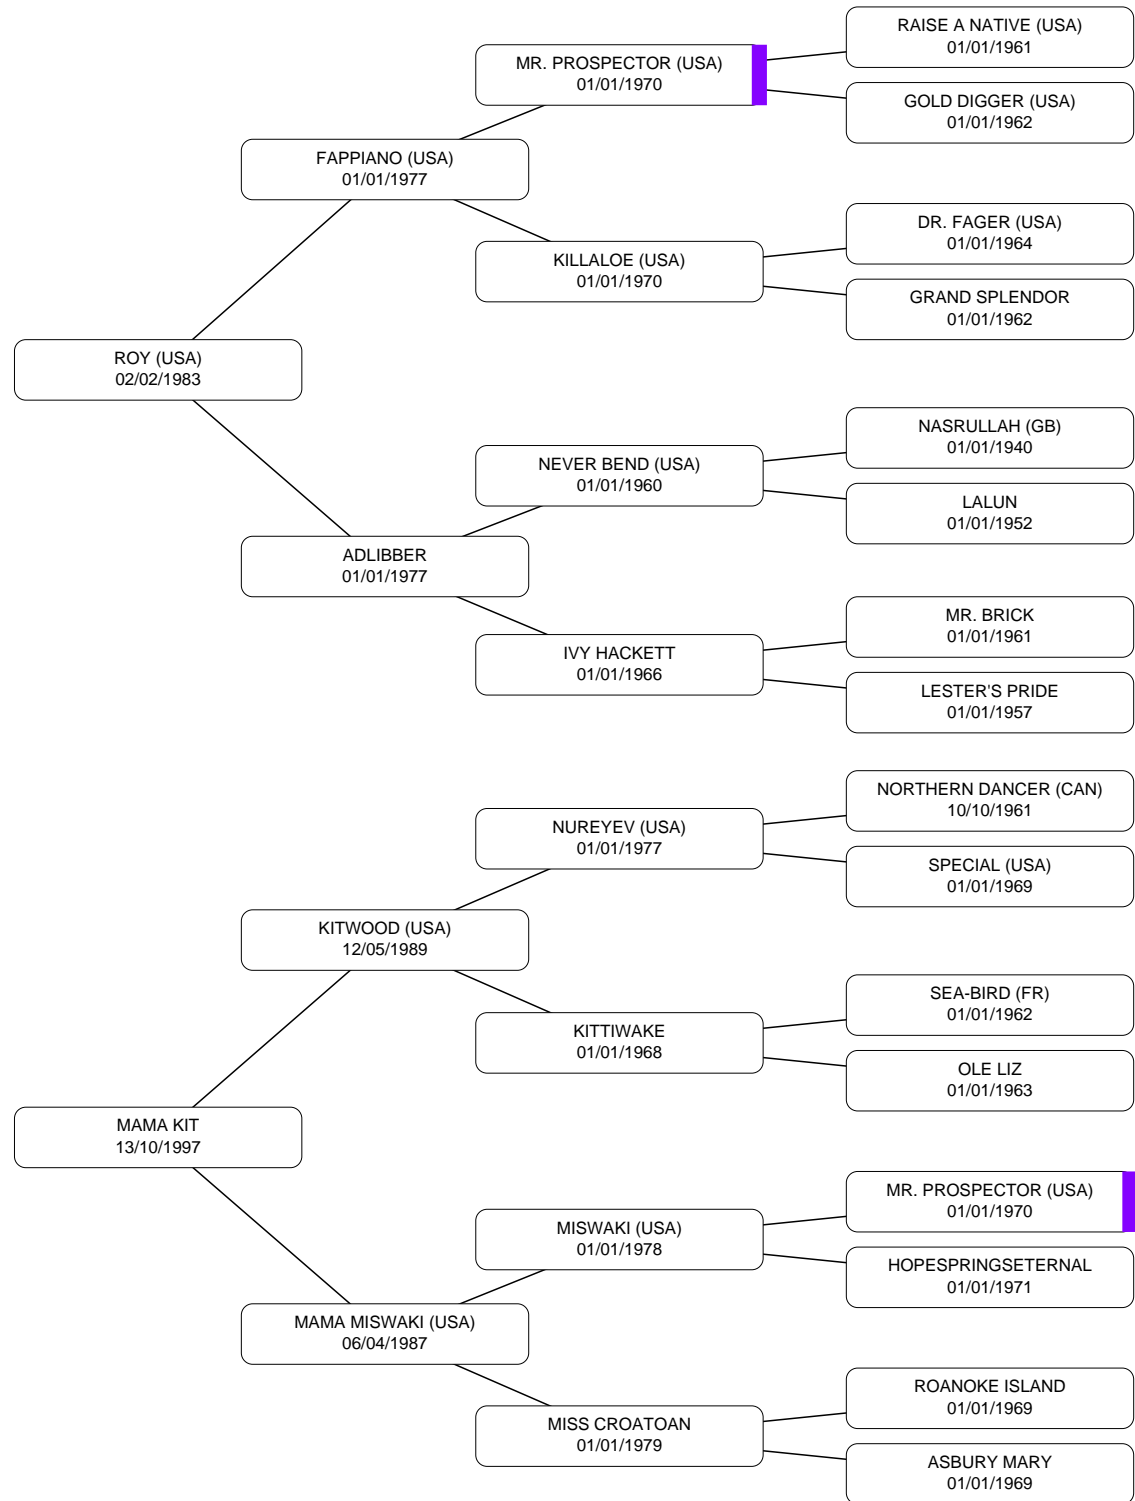 RAISE A NATIVE (USA)
01/01/1961
MR. PROSPECTOR (USA)
01/01/1970
GOLD DIGGER (USA)
01/01/1962
FAPPIANO (USA)
01/01/1977
DR. FAGER (USA)
01/01/1964
KILLALOE (USA)
01/01/1970
GRAND SPLENDOR
01/01/1962
ROY (USA)
02/02/1983
NASRULLAH (GB)
01/01/1940
NEVER BEND (USA)
01/01/1960
LALUN
01/01/1952
ADLIBBER
01/01/1977
MR. BRICK
01/01/1961
IVY HACKETT
01/01/1966
LESTER'S PRIDE
01/01/1957
NORTHERN DANCER (CAN)
10/10/1961
NUREYEV (USA)
01/01/1977
SPECIAL (USA)
01/01/1969
KITWOOD (USA)
12/05/1989
SEA-BIRD (FR)
01/01/1962
KITTIWAKE
01/01/1968
OLE LIZ
01/01/1963
MAMA KIT
13/10/1997
MR. PROSPECTOR (USA)
01/01/1970
MISWAKI (USA)
01/01/1978
HOPESPRINGSETERNAL
01/01/1971
MAMA MISWAKI (USA)
06/04/1987
ROANOKE ISLAND
01/01/1969
MISS CROATOAN
01/01/1979
ASBURY MARY
01/01/1969